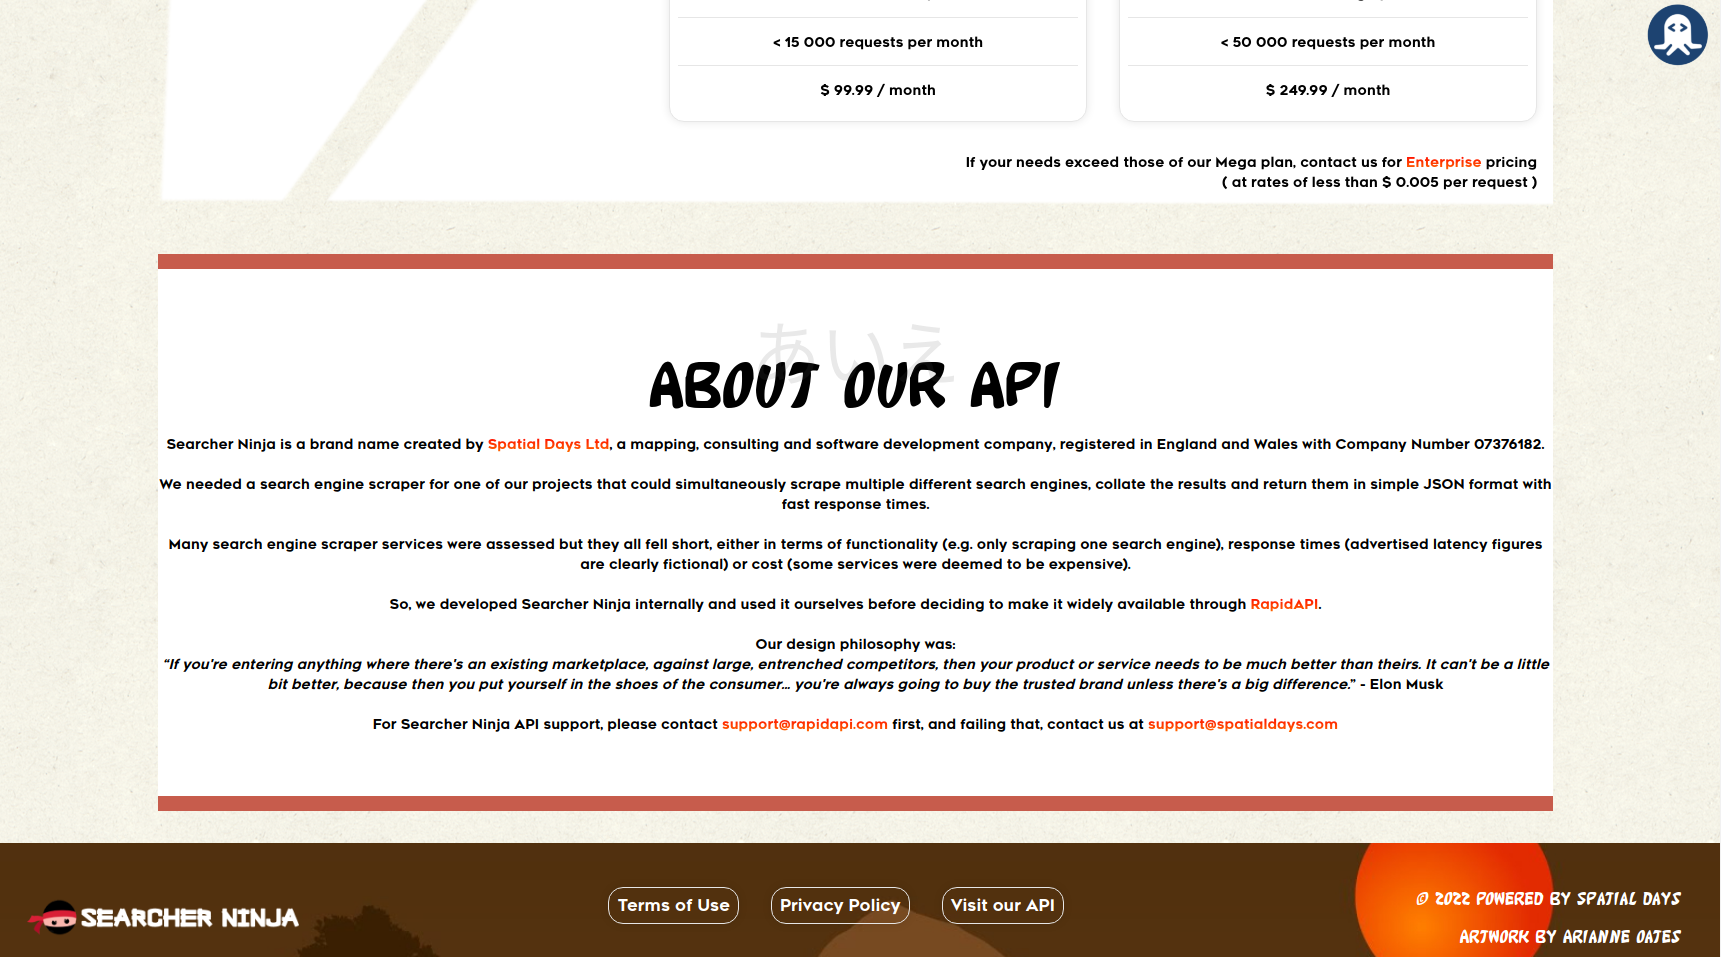 < 15 000 requests per month
$ 99.99 / month
< 50 000 requests per month
$ 249.99 / month
If your needs exceed those of our Mega plan, contact us for Enterprise pricing
( at rates of less than $ 0.005 per request )
あいえ
ABOUT OUR API
Searcher Ninja is a brand name created by Spatial Days Ltd, a mapping, consulting and software development company, registered in England and Wales with Company Number 07376182.
We needed a search engine scraper for one of our projects that could simultaneously scrape multiple different search engines, collate the results and return them in simple JSON format with
fast response times.
Many search engine scraper services were assessed but they all fell short, either in terms of functionality (e.g. only scraping one search engine), response times (advertised latency figures
are clearly fictional) or cost (some services were deemed to be expensive).
So, we developed Searcher Ninja internally and used it ourselves before deciding to make it widely available through RapidAPI.
Our design philosophy was:
“If you're entering anything where there's an existing marketplace, against large, entrenched competitors, then your product or service needs to be much better than theirs. It can't be a little
bit better, because then you put yourself in the shoes of the consumer... you're always going to buy the trusted brand unless there's a big difference.” - Elon Musk
For Searcher Ninja API support, please contact support@rapidapi.com first, and failing that, contact us at support@spatialdays.com
SEARCHER NINJA
Terms of Use
Privacy Policy
Visit our API
© 2022 POWERED BY SPATIAL DAYS
ARTWORK BY ARIANNE OATES